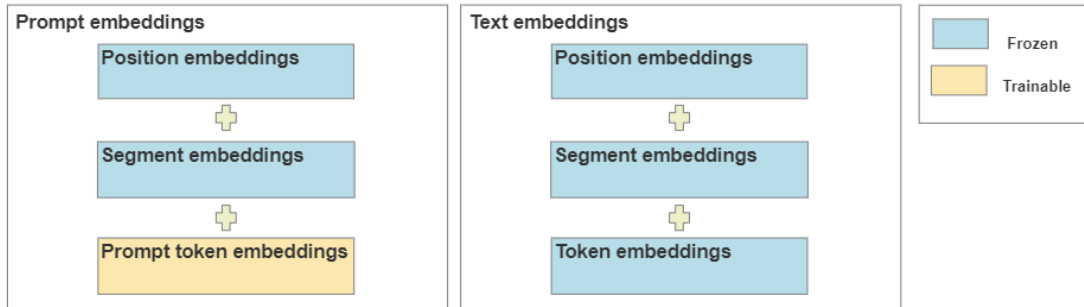 Prompt embeddings
Position embeddings
Segment embeddings
Prompt token embeddings
Text embeddings
Position embeddings
Segment embeddings
Token embeddings
Frozen
Trainable